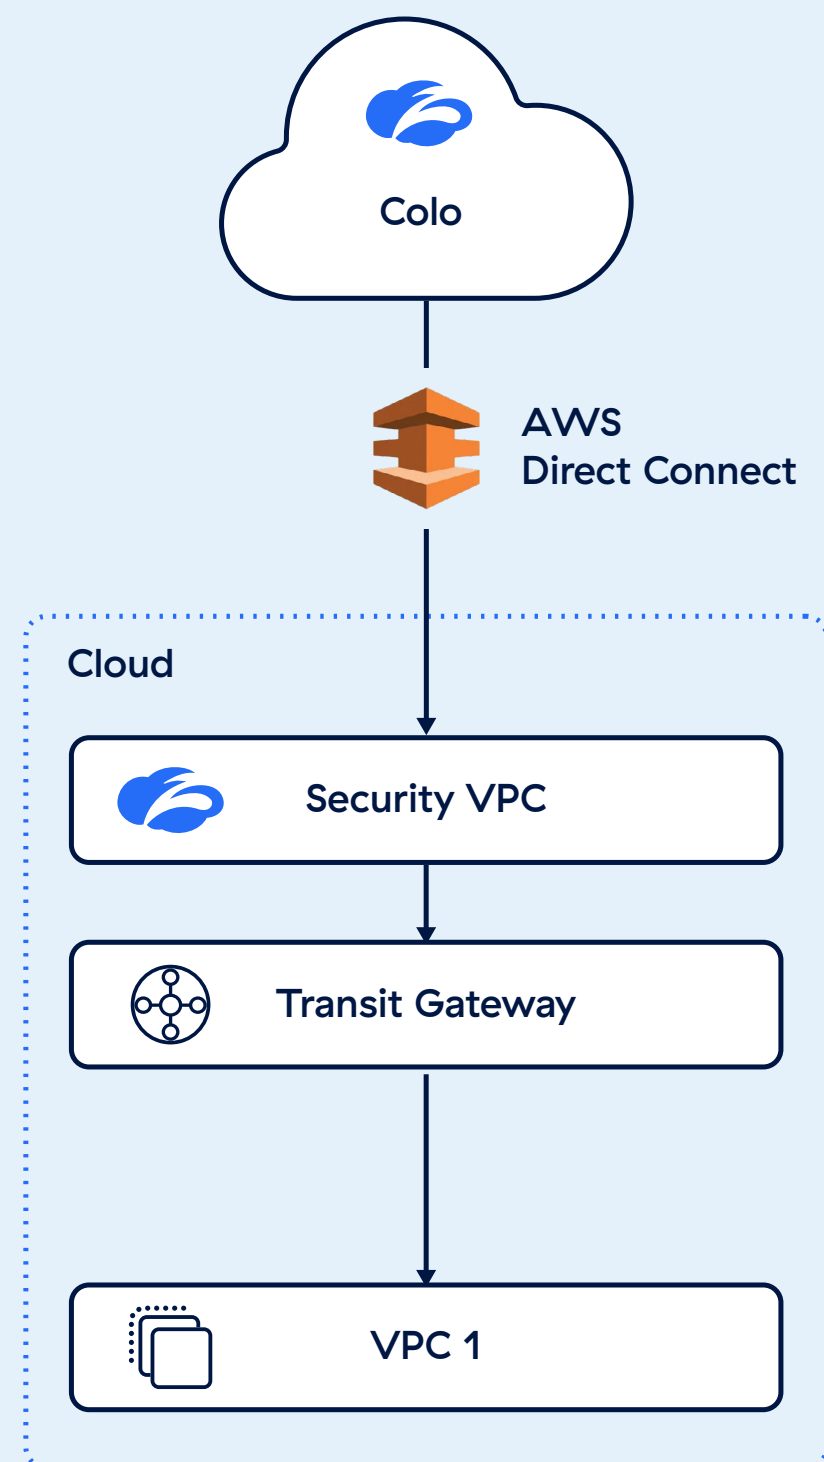 Colo
AWS
Direct Connect
Cloud
Security VPC
Transit Gateway
VPC 1